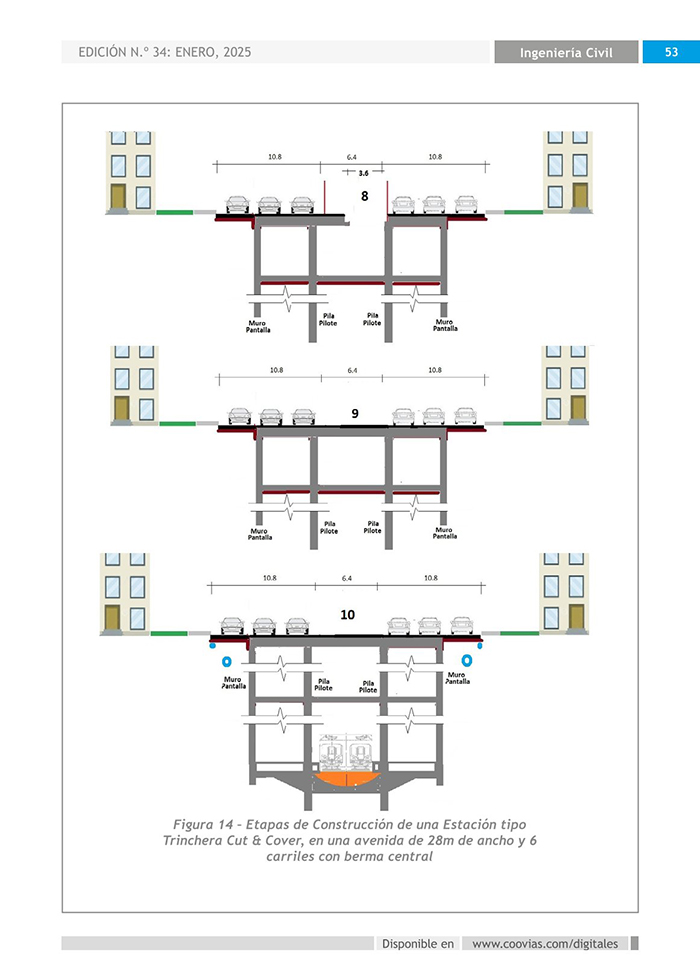 EDICIÓN N.º 34: ENERO, 2025
Ingeniería Civil
53
10.8
6.4
10.8
3.6
8
Muro
Pantalla
Pila
Pilote
Pila
Pilote
Muro
Pantalla
10.8
6.4
10.8
9
Muro
Pantalla
Pila
Pilote
Pila
Pilote
Muro
Pantalla
10.8
6.4
10.8
10
Muro
Pantalla
Pila
Pilote
Pila
Pilote
Muro
Pantalla
Figura 14 – Etapas de Construcción de una Estación tipo
Trinchera Cut & Cover, en una avenida de 28m de ancho y 6
carriles con berma central
Disponible en
www.coovias.com/digitales